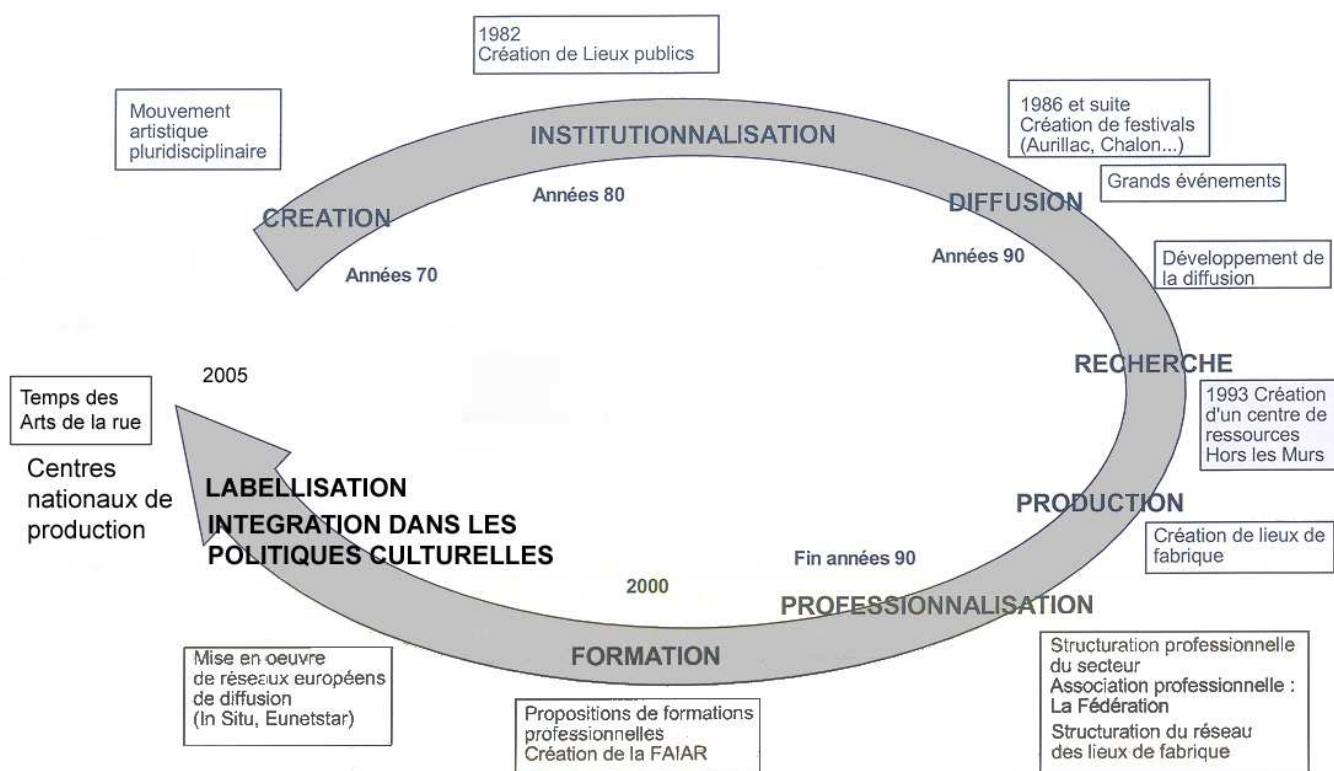 1982
Création de Lieux publics
Mouvement
artistique
pluridisciplinaire
INSTITUTIONNALISATION
1986 et suite
Création de festivals
(Aurillac, Chalon...)
Grands événements
Années 80
DIFFUSION
CREATION
Années 70
Années 90
Développement de
la diffusion
RECHERCHE
1993 Création
d'un centre de
ressources
Hors les Murs
2005
Temps des
Arts de la rue
Centres
nationaux de
production
LABELLISATION
INTEGRATION DANS LES
POLITIQUES CULTURELLES
PRODUCTION
Création de lieux de
fabrique
Fin années 90
2000
PROFESSIONNALISATION
FORMATION
Structuration professionnelle
du secteur
Association professionnelle :
La Fédération
Structuration du réseau
des lieux de fabrique
Mise en oeuvre
de réseaux européens
de diffusion
(In Situ, Eunetstar)
Propositions de formations
professionnelles
Création de la FAIAR